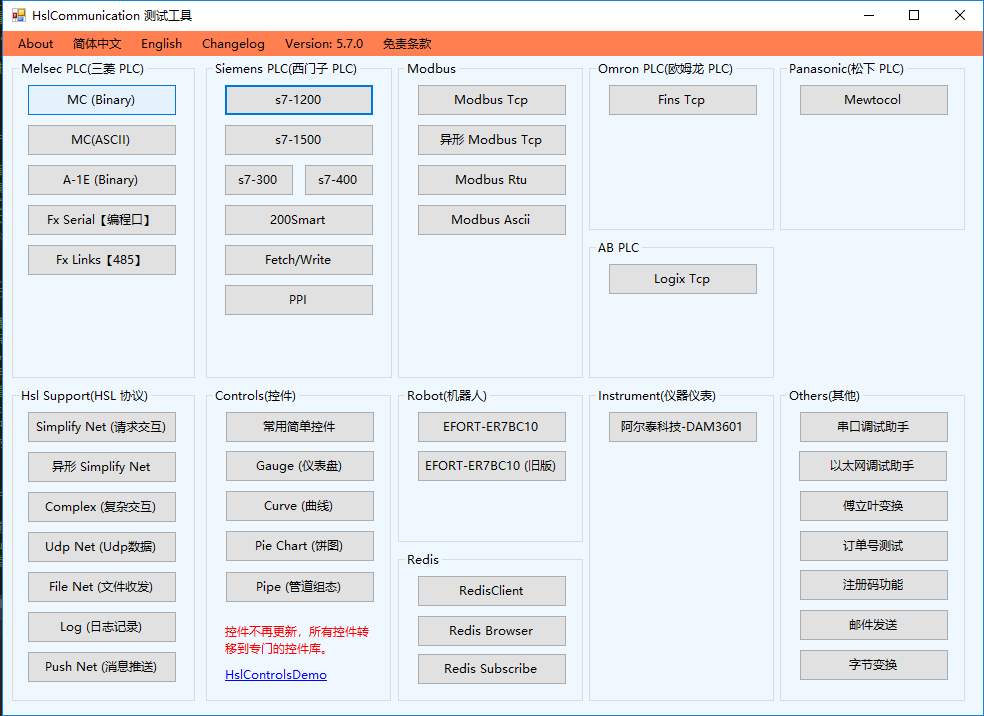 HslCommunication 测试工具
About 简体中文 English Changelog Version: 5.7.0 免责条款
Melsec PLC(三菱 PLC)
MC (Binary)
MC(ASCII)
A-1E (Binary)
Fx Serial【编程口】
Fx Links【485】
Siemens PLC(西门子 PLC)
s7-1200
s7-1500
s7-300 s7-400
200Smart
Fetch/Write
PPI
Modbus
Modbus Tcp
异形 Modbus Tcp
Modbus Rtu
Modbus Ascii
Omron PLC(欧姆龙 PLC)
Fins Tcp
AB PLC
Logix Tcp
Panasonic(松下 PLC)
Mewtocol
Hsl Support(HSL 协议)
Simplify Net (请求交互)
异形 Simplify Net
Complex (复杂交互)
Udp Net (Udp数据)
File Net (文件收发)
Log (日志记录)
Push Net (消息推送)
Controls(控件)
常用简单控件
Gauge (仪表盘)
Curve (曲线)
Pie Chart (饼图)
Pipe (管道组态)
控件不再更新，所有控件转
移到专门的控件库。
HslControlsDemo
Robot(机器人)
EFORT-ER7BC10
EFORT-ER7BC10 (旧版)
Redis
RedisClient
Redis Browser
Redis Subscribe
Instrument(仪器仪表)
阿尔泰科技-DAM3601
Others(其他)
串口调试助手
以太网调试助手
傅立叶变换
订单号测试
注册码功能
邮件发送
字节变换